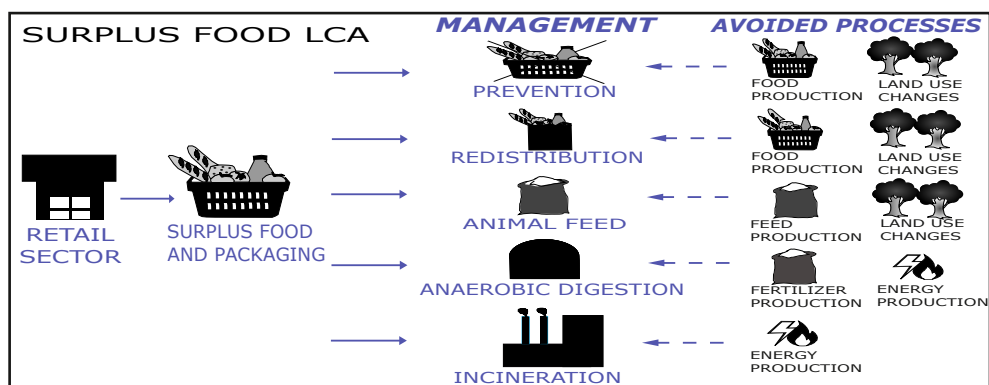 SURPLUS FOOD LCA
MANAGEMENT
AVOIDED PROCESSES
RETAIL
SECTOR
SURPLUS FOOD
AND PACKAGING
PREVENTION
FOOD
PRODUCTION
LAND USE
CHANGES
REDISTRIBUTION
FOOD
PRODUCTION
LAND USE
CHANGES
ANIMAL FEED
FEED
PRODUCTION
LAND USE
CHANGES
ANAEROBIC DIGESTION
FERTILIZER
PRODUCTION
ENERGY
PRODUCTION
INCINERATION
ENERGY
PRODUCTION